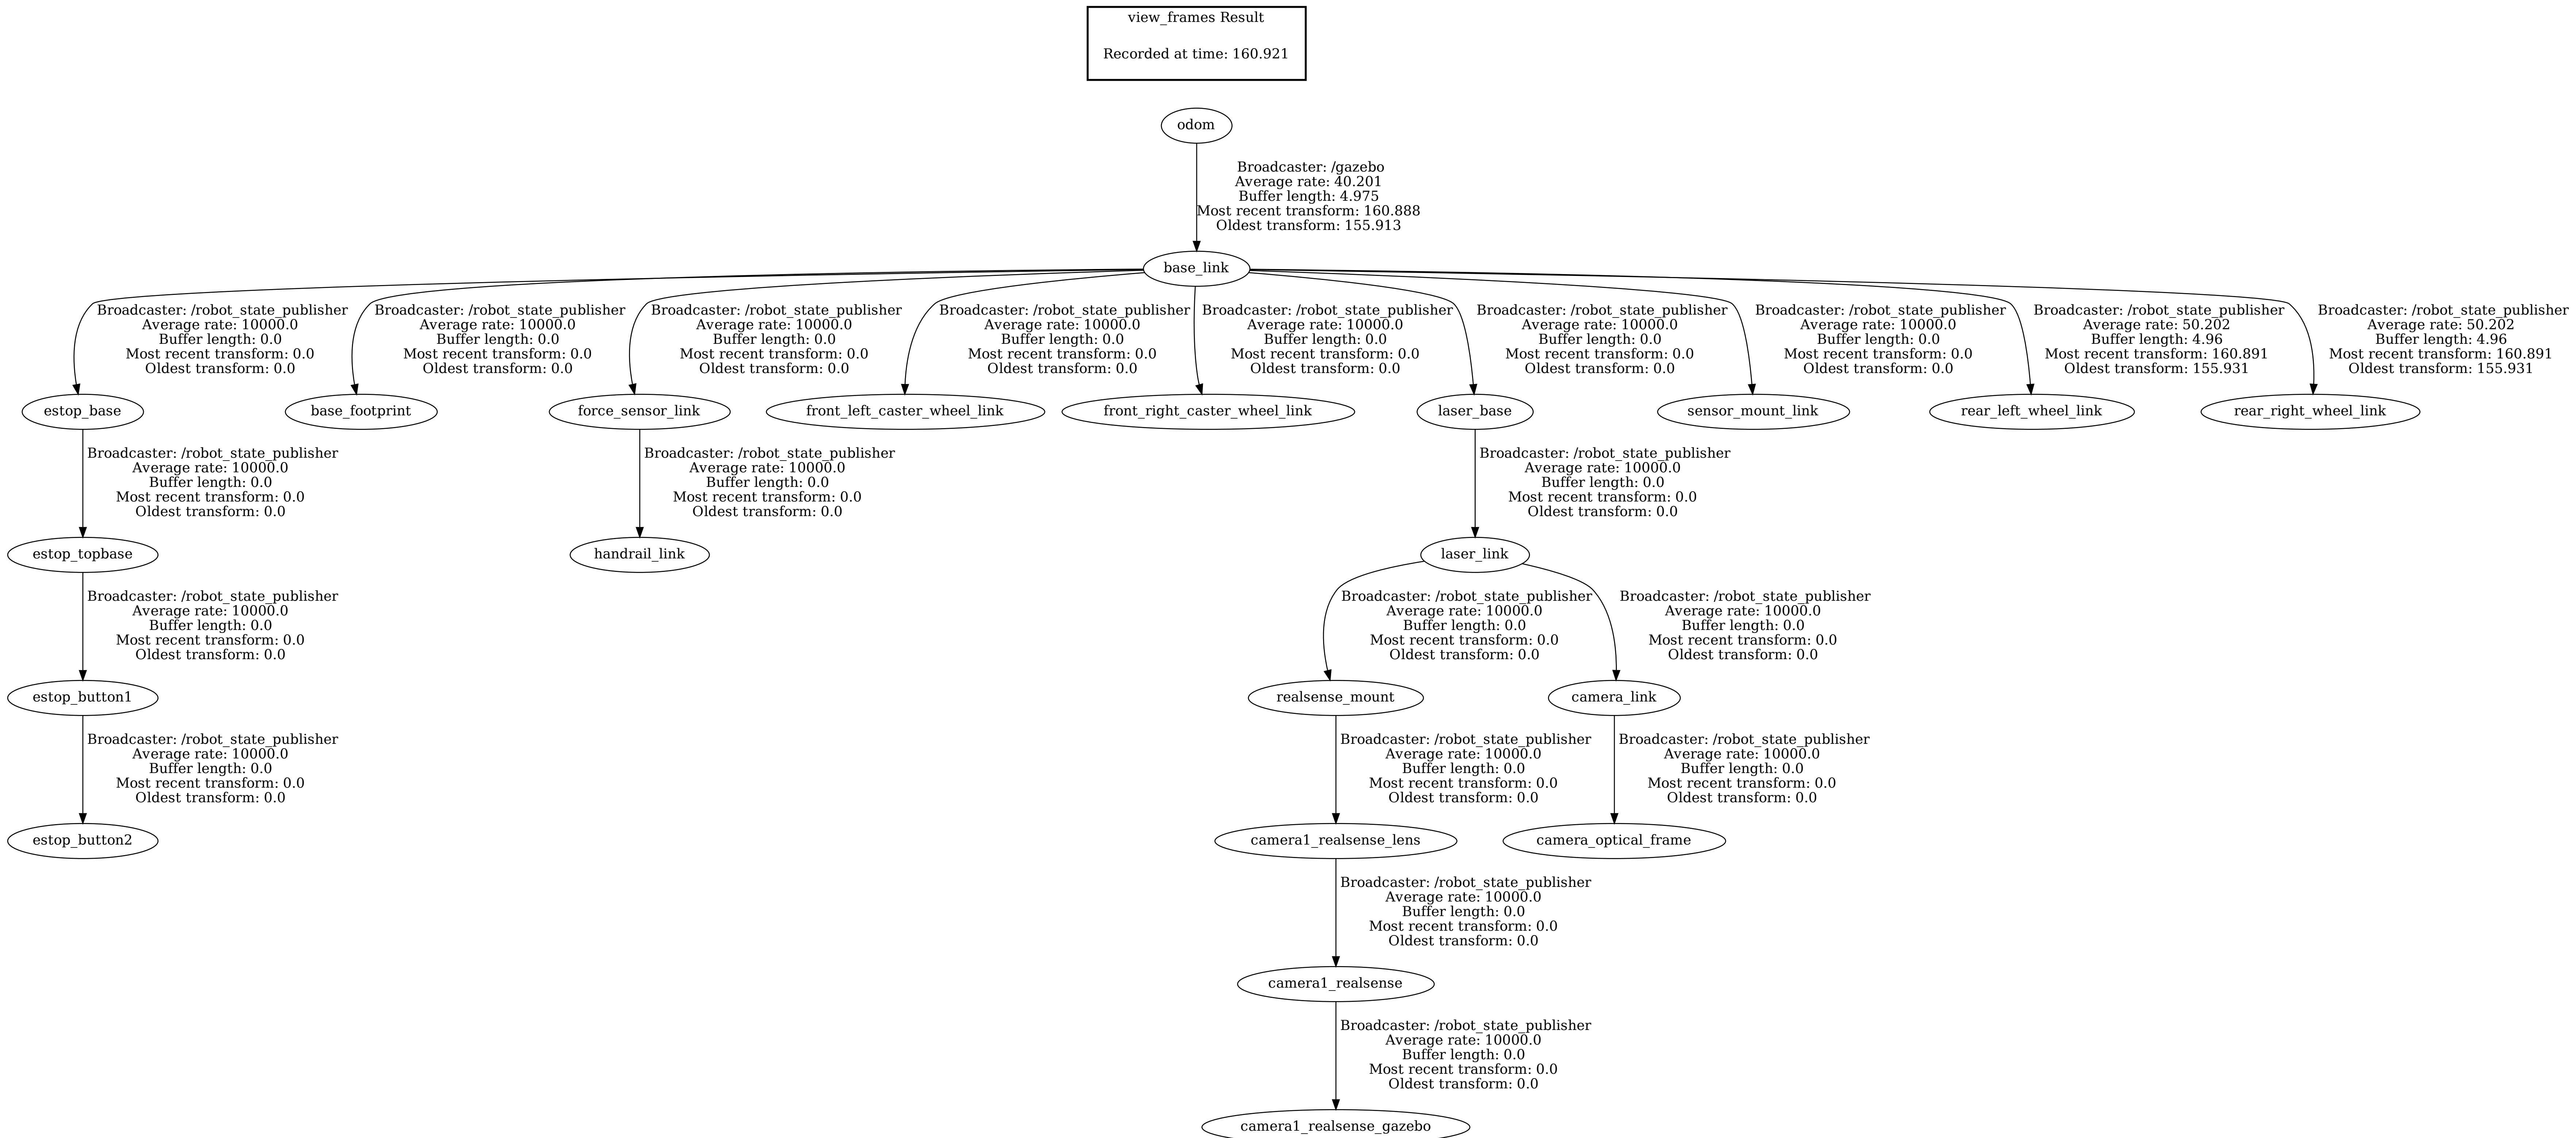 view_frames Result
Recorded at time: 160.921
odom
Broadcaster: /gazebo
Average rate: 40.201
Buffer length: 4.975
Most recent transform: 160.888
Oldest transform: 155.913
base_link
Broadcaster: /robot_state_publisher
Average rate: 10000.0
Buffer length: 0.0
Most recent transform: 0.0
Oldest transform: 0.0
Broadcaster: /robot_state_publisher
Average rate: 10000.0
Buffer length: 0.0
Most recent transform: 0.0
Oldest transform: 0.0
Broadcaster: /robot_state_publisher
Average rate: 10000.0
Buffer length: 0.0
Most recent transform: 0.0
Oldest transform: 0.0
Broadcaster: /robot_state_publisher
Average rate: 10000.0
Buffer length: 0.0
Most recent transform: 0.0
Oldest transform: 0.0
Broadcaster: /robot_state_publisher
Average rate: 10000.0
Buffer length: 0.0
Most recent transform: 0.0
Oldest transform: 0.0
Broadcaster: /robot_state_publisher
Average rate: 10000.0
Buffer length: 0.0
Most recent transform: 0.0
Oldest transform: 0.0
Broadcaster: /robot_state_publisher
Average rate: 10000.0
Buffer length: 0.0
Most recent transform: 0.0
Oldest transform: 0.0
Broadcaster: /robot_state_publisher
Average rate: 50.202
Buffer length: 4.96
Most recent transform: 160.891
Oldest transform: 155.931
Broadcaster: /robot_state_publisher
Average rate: 50.202
Buffer length: 4.96
Most recent transform: 160.891
Oldest transform: 155.931
estop_base
base_footprint
force_sensor_link
front_left_caster_wheel_link
front_right_caster_wheel_link
laser_base
sensor_mount_link
rear_left_wheel_link
rear_right_wheel_link
Broadcaster: /robot_state_publisher
Average rate: 10000.0
Buffer length: 0.0
Most recent transform: 0.0
Oldest transform: 0.0
Broadcaster: /robot_state_publisher
Average rate: 10000.0
Buffer length: 0.0
Most recent transform: 0.0
Oldest transform: 0.0
Broadcaster: /robot_state_publisher
Average rate: 10000.0
Buffer length: 0.0
Most recent transform: 0.0
Oldest transform: 0.0
estop_topbase
handrail_link
laser_link
Broadcaster: /robot_state_publisher
Average rate: 10000.0
Buffer length: 0.0
Most recent transform: 0.0
Oldest transform: 0.0
Broadcaster: /robot_state_publisher
Average rate: 10000.0
Buffer length: 0.0
Most recent transform: 0.0
Oldest transform: 0.0
Broadcaster: /robot_state_publisher
Average rate: 10000.0
Buffer length: 0.0
Most recent transform: 0.0
Oldest transform: 0.0
estop_button1
realsense_mount
camera_link
Broadcaster: /robot_state_publisher
Average rate: 10000.0
Buffer length: 0.0
Most recent transform: 0.0
Oldest transform: 0.0
Broadcaster: /robot_state_publisher
Average rate: 10000.0
Buffer length: 0.0
Most recent transform: 0.0
Oldest transform: 0.0
Broadcaster: /robot_state_publisher
Average rate: 10000.0
Buffer length: 0.0
Most recent transform: 0.0
Oldest transform: 0.0
estop_button2
camera1_realsense_lens
camera_optical_frame
Broadcaster: /robot_state_publisher
Average rate: 10000.0
Buffer length: 0.0
Most recent transform: 0.0
Oldest transform: 0.0
camera1_realsense
Broadcaster: /robot_state_publisher
Average rate: 10000.0
Buffer length: 0.0
Most recent transform: 0.0
Oldest transform: 0.0
camera1_realsense_gazebo